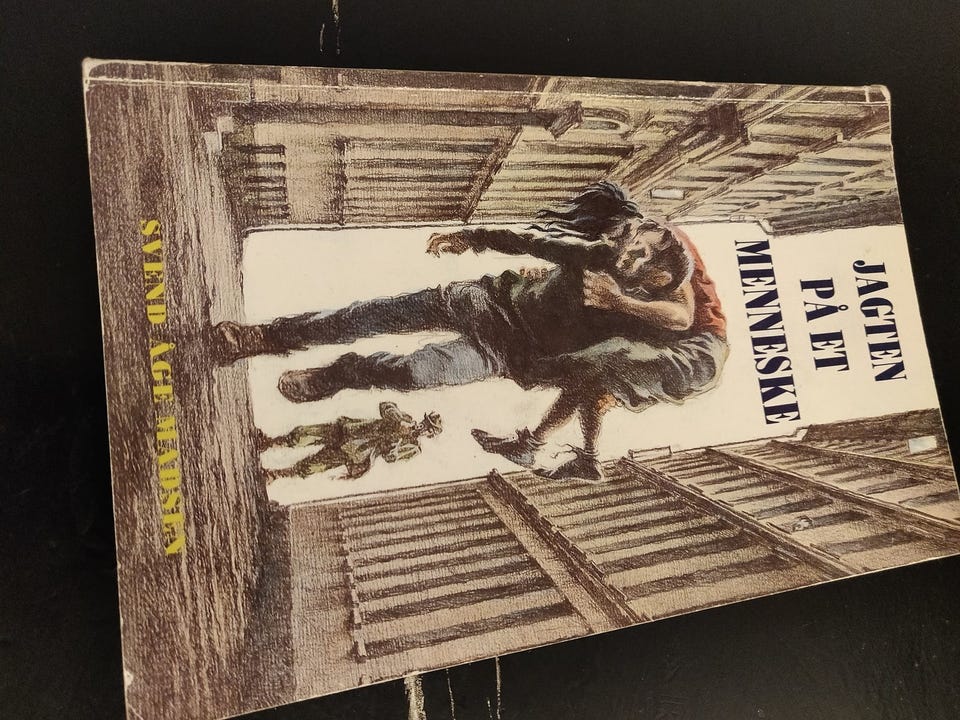 JAGTEN
PÅ ET
MENNESKE
SVEND ÅGE MADSEN